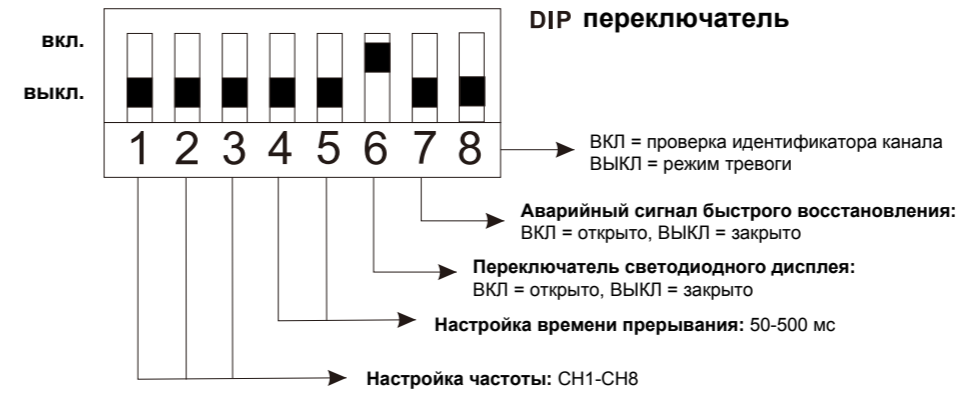 DIP переключатель
вкл.
выкл.
1 2 3 4 5 6 7 8
ВКЛ = проверка идентификатора канала
ВЫКЛ = режим тревоги
Аварийный сигнал быстрого восстановления:
ВКЛ = открыто, ВЫКЛ = закрыто
Переключатель светодиодного дисплея:
ВКЛ = открыто, ВЫКЛ = закрыто
Настройка времени прерывания: 50-500 мс
Настройка частоты: CH1-CH8